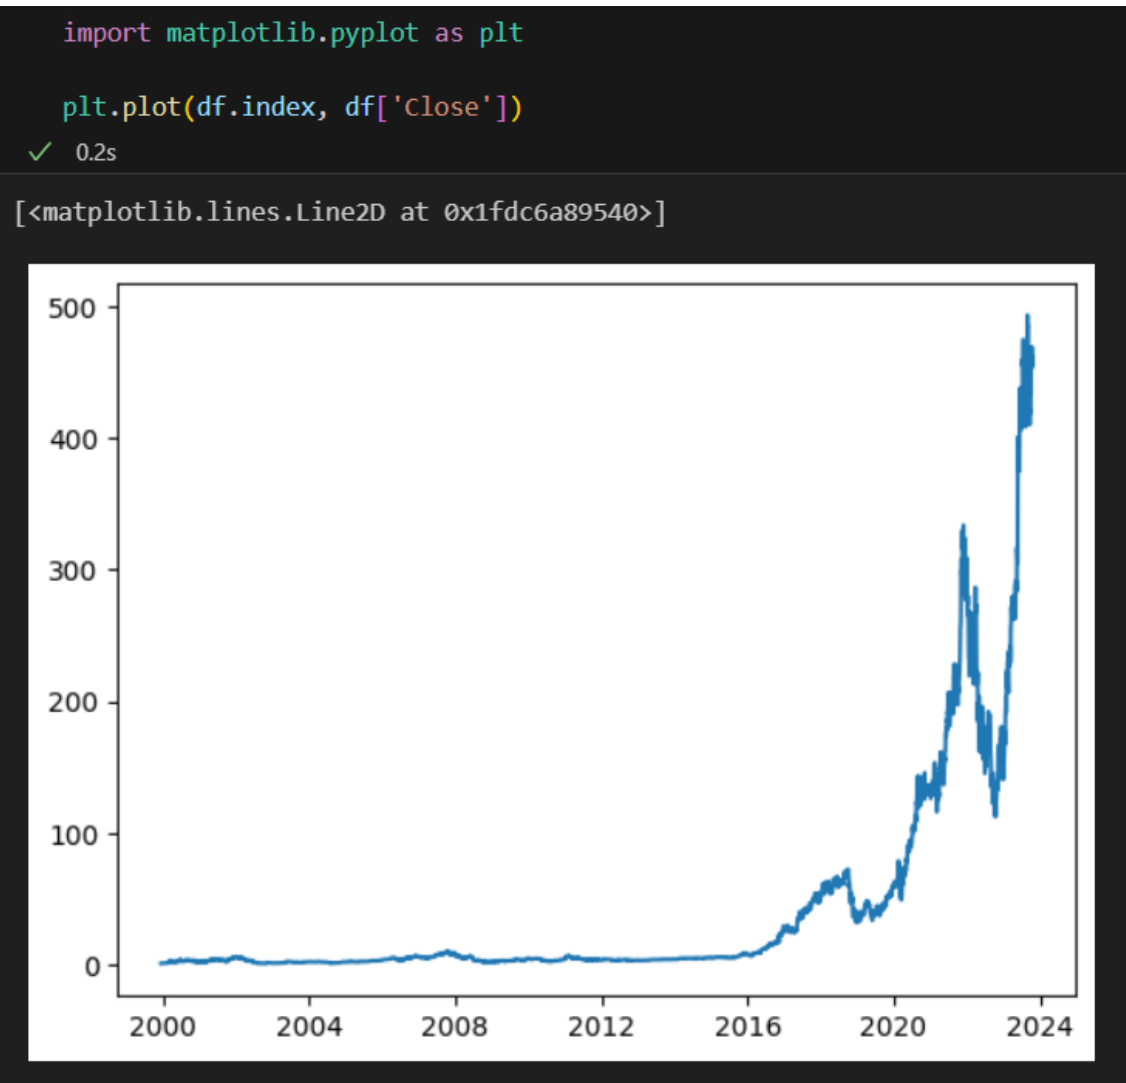 import matplotlib.pyplot as plt
plt.plot(df.index, df['Close'])
0.2s
[<matplotlib.lines.Line2D at 0x1fdc6a89540>]
500
400
300
200
100
0
2000 2004 2008 2012 2016 2020 2024